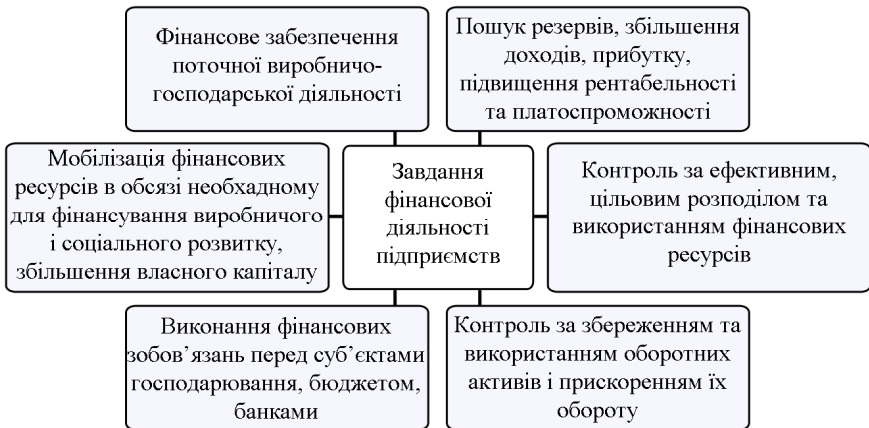 Фінансове забезпечення
поточної виробничо-
господарської діяльності
Пошук резервів, збільшення
доходів, прибутку,
підвищення рентабельності
та платоспроможності
Мобілізація фінансових
ресурсів в обсязі необхадному
для фінансування виробничого
і соціального розвитку,
збільшення власного капіталу
Завдання
фінансової
діяльності
підприємств
Контроль за ефективним,
цільовим розподілом та
використанням фінансових
ресурсів
Виконання фінансових
зобов’язань перед суб’єктами
господарювання, бюджетом,
банками
Контроль за збереженням та
використанням оборотних
активів і прискоренням їх
обороту